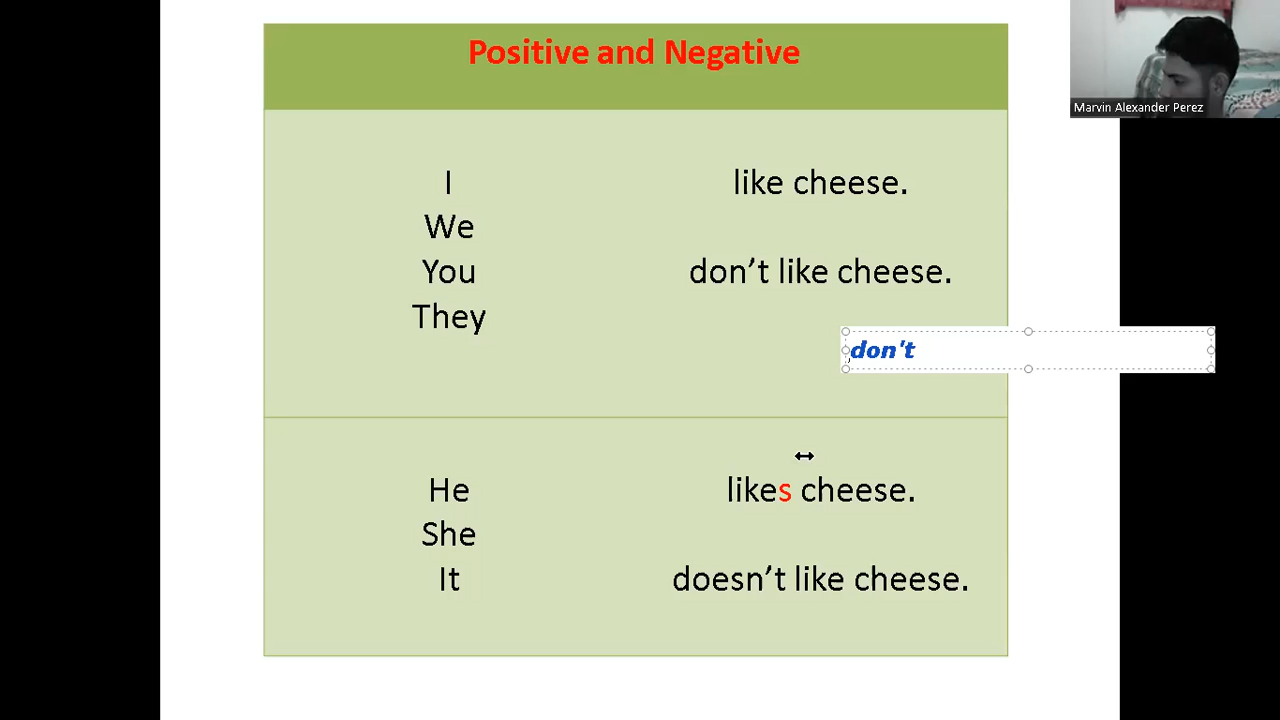 Positive and Negative
Marvin Alexander Perez
I
like cheese.
We
You
don’t like cheese.
They
don't
He
likes cheese.
She
It
doesn’t like cheese.